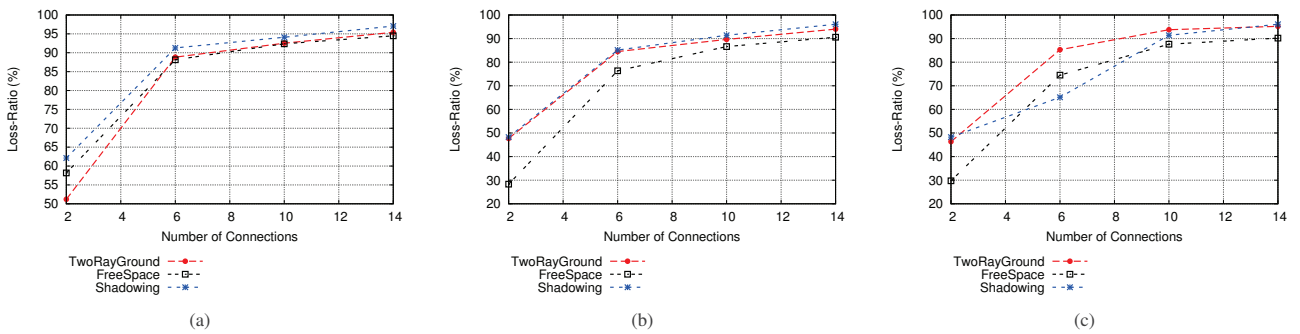 100
95
90
85
80
75
70
65
60
55
50
2 4 6 8 10 12 14
Loss-Ratio (%)
Number of Connections
TwoRayGround
FreeSpace
Shadowing
(a)
100
90
80
70
60
50
40
30
20
2 4 6 8 10 12 14
Loss-Ratio (%)
Number of Connections
TwoRayGround
FreeSpace
Shadowing
(b)
100
90
80
70
60
50
40
30
20
2 4 6 8 10 12 14
Loss-Ratio (%)
Number of Connections
TwoRayGround
FreeSpace
Shadowing
(c)